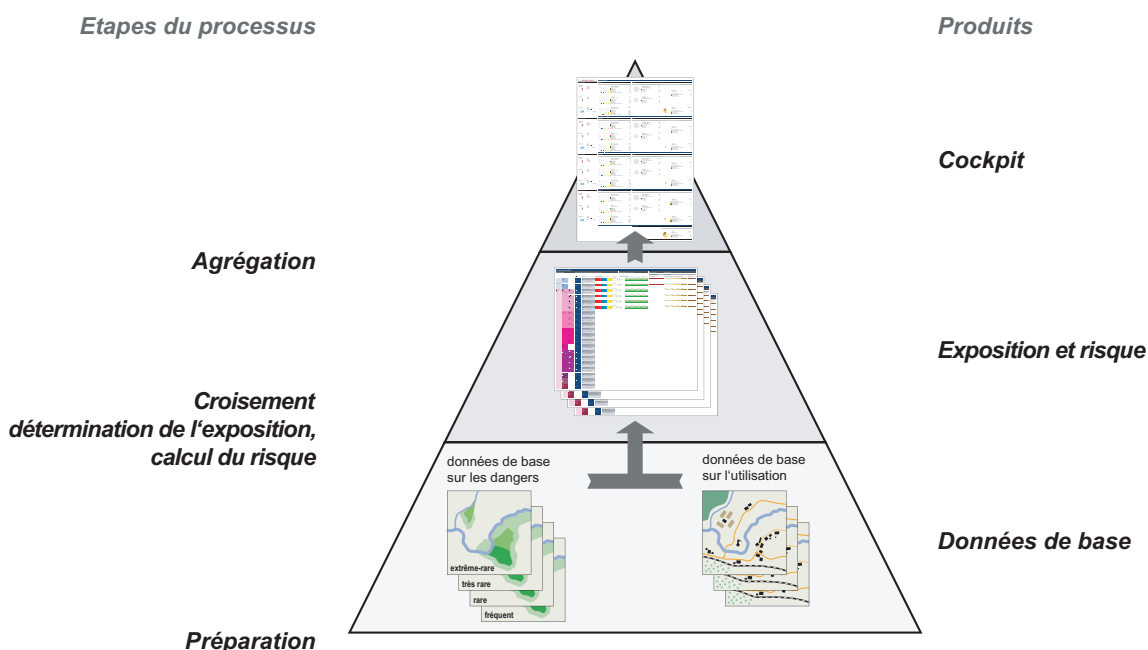 Etapes du processus
Produits
Cockpit
Agrégation
Exposition et risque
Croisement
détermination de l‘exposition,
calcul du risque
données de base
sur les dangers
données de base
sur l‘utilisation
extrême-rare
très rare
rare
fréquent
Données de base
Préparation